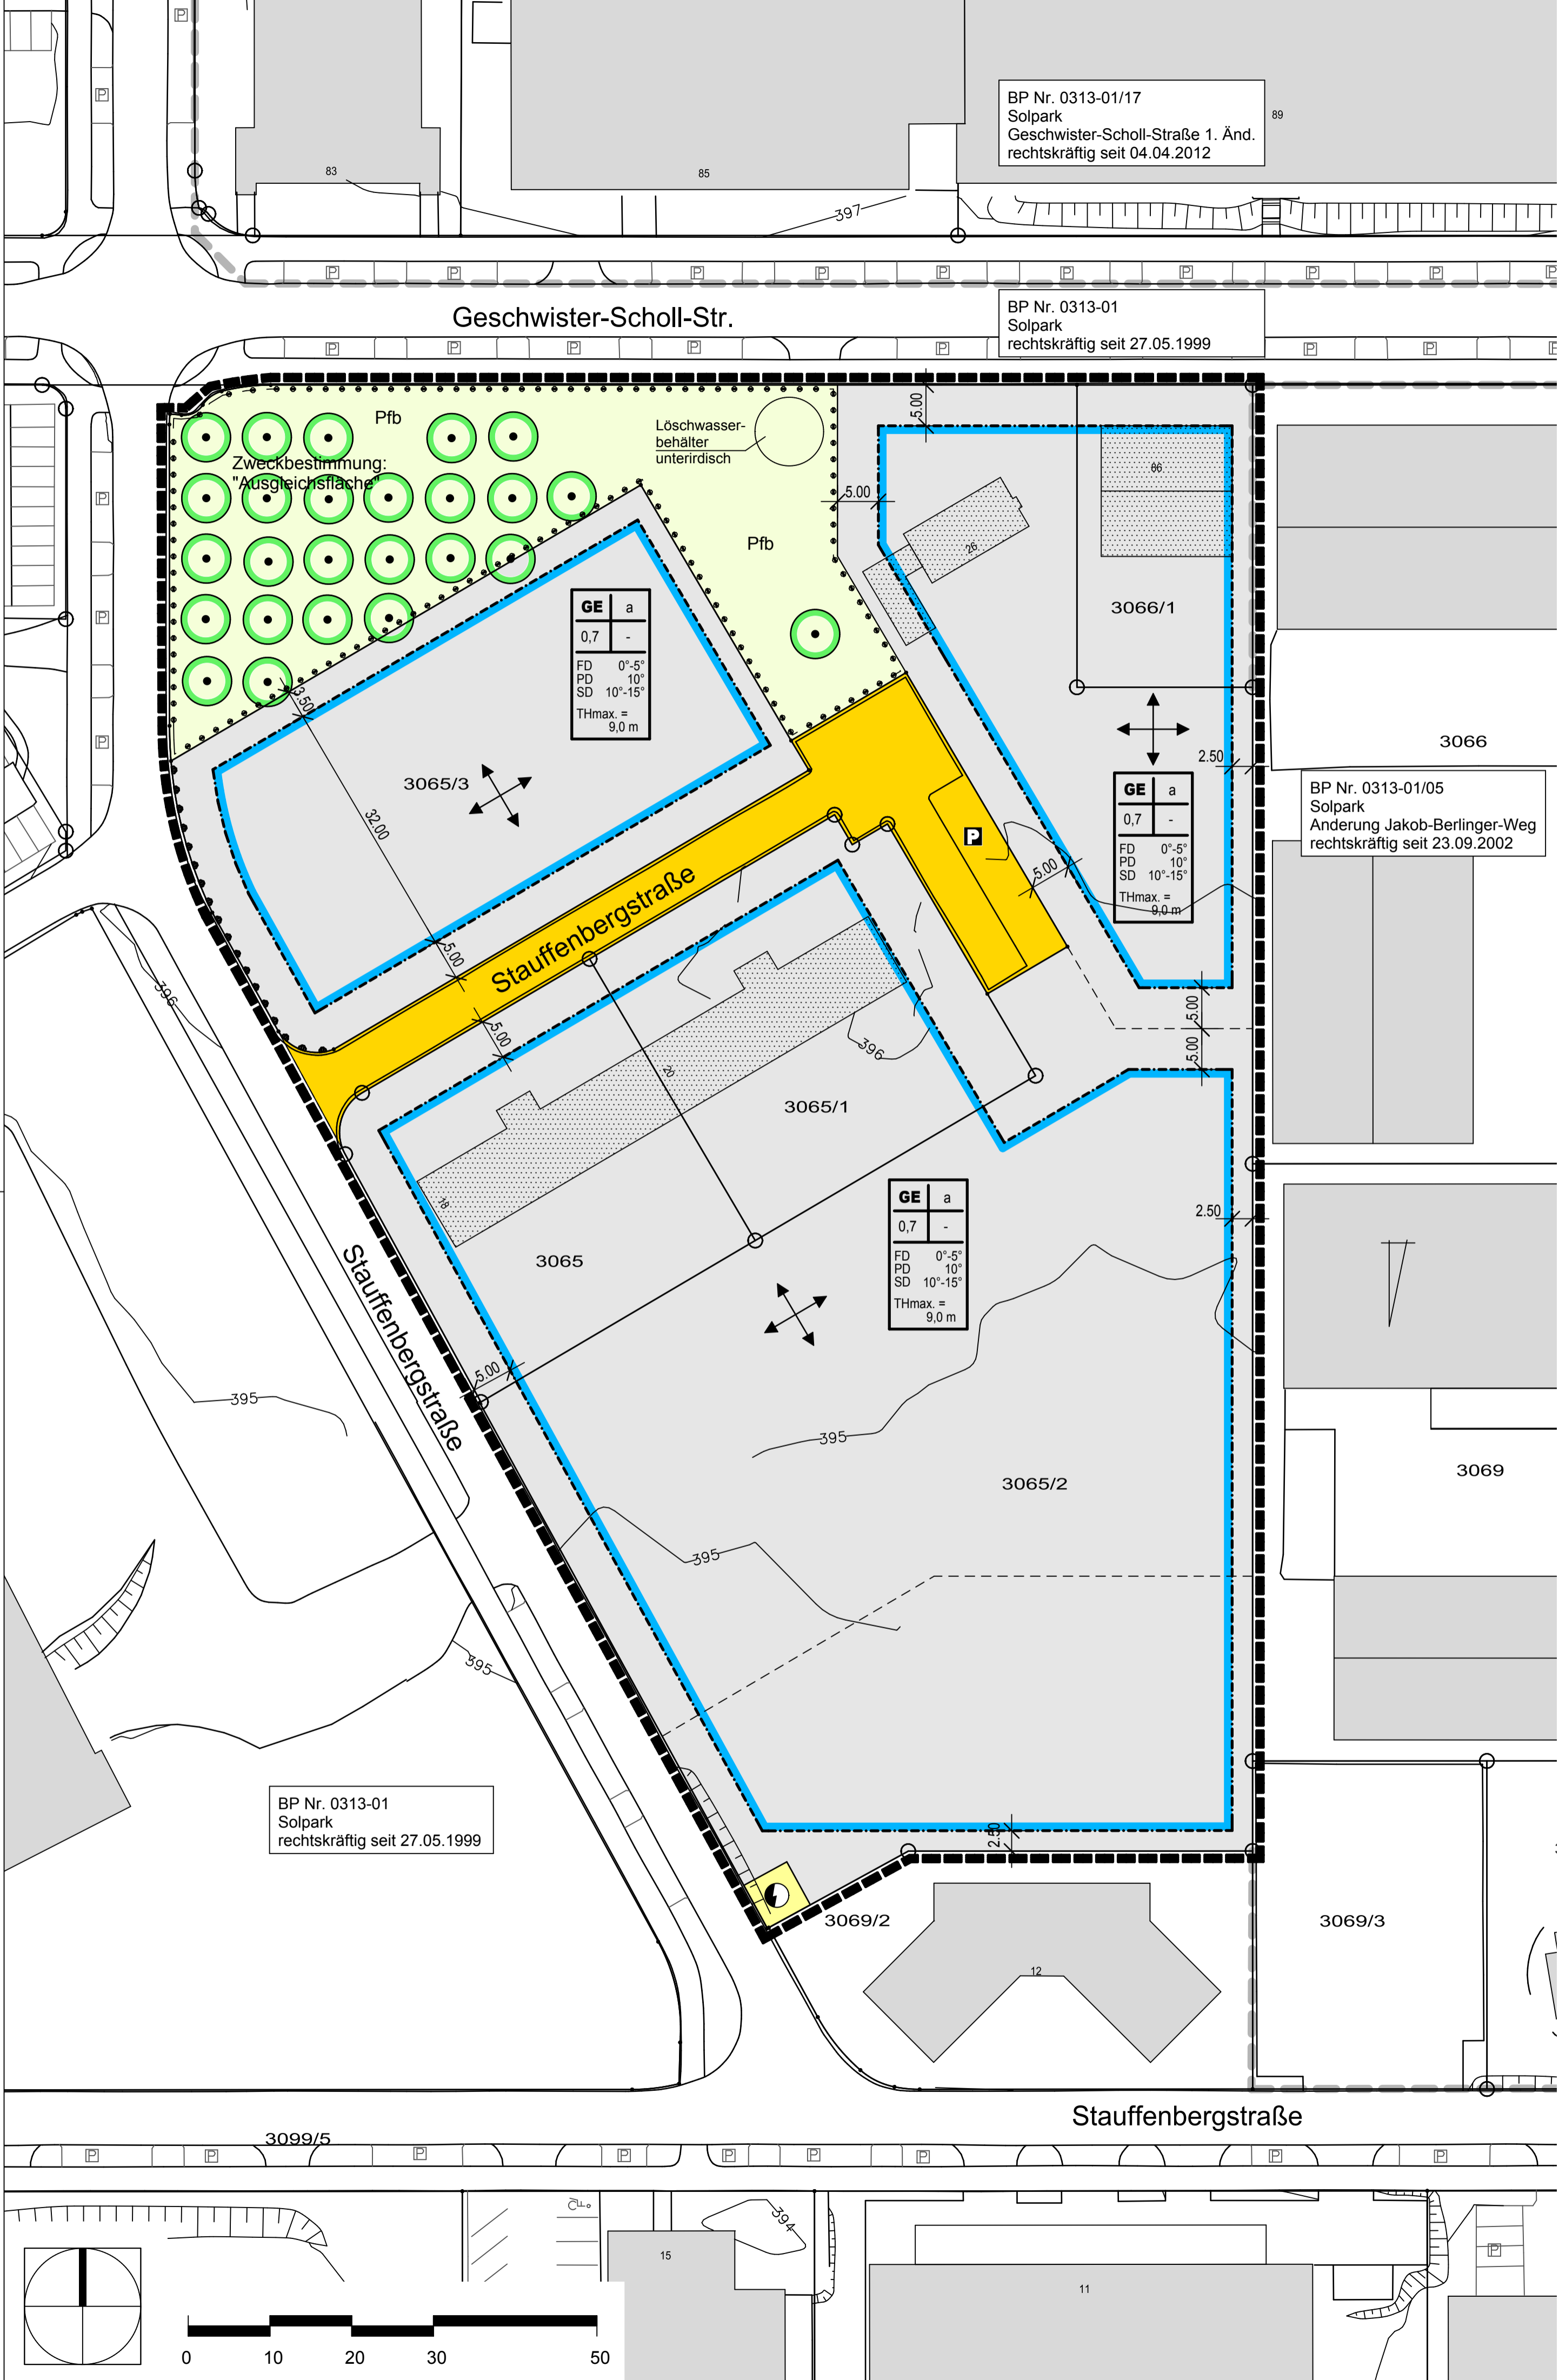 P
P
BP Nr. 0313-01/17
Solpark
Geschwister-Scholl-Straße 1. Änd.
rechtskräftig seit 04.04.2012
89
83
85
397
P P P P P P P P P P P
Geschwister-Scholl-Str.
BP Nr. 0313-01
Solpark
rechtskräftig seit 27.05.1999
P P P P P P P P
5.00
Pfb
Löschwasser-
behälter
unterirdisch
Zweckbestimmung:
"Ausgleichsfläche"
86
P
5.00
Pfb
26
3066/1
GE a
0,7 -
FD 0°-5°
PD 10°
SD 10°-15°
THmax. =
9,0 m
P
3.50
3066
P
2.50
3065/3
GE a
0,7 -
FD 0°-5°
PD 10°
SD 10°-15°
THmax. =
9,0 m
BP Nr. 0313-01/05
Solpark
Anderung Jakob-Berlinger-Weg
rechtskräftig seit 23.09.2002
32.00
P
5.00
Stauffenbergstraße
5.00
396
5.00
5.00
396
5.00
20
3065/1
18
GE a
0,7 -
FD 0°-5°
PD 10°
SD 10°-15°
THmax. =
9,0 m
2.50
3065
Stauffenbergstraße
5.00
395
395
3069
3065/2
395
395
BP Nr. 0313-01
Solpark
rechtskräftig seit 27.05.1999
2.50
3069/2
3069/3
12
Stauffenbergstraße
3099/5
P P P P P P P P P
394
15
P
11
0 10 20 30 50